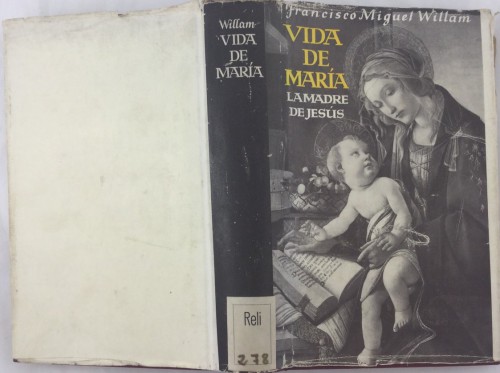 Willam
VIDA
DE
MARÍA
Reli
278
Francisco Miguel Willam
VIDA
DE
MARÍA
LA MADRE
DE JESÚS